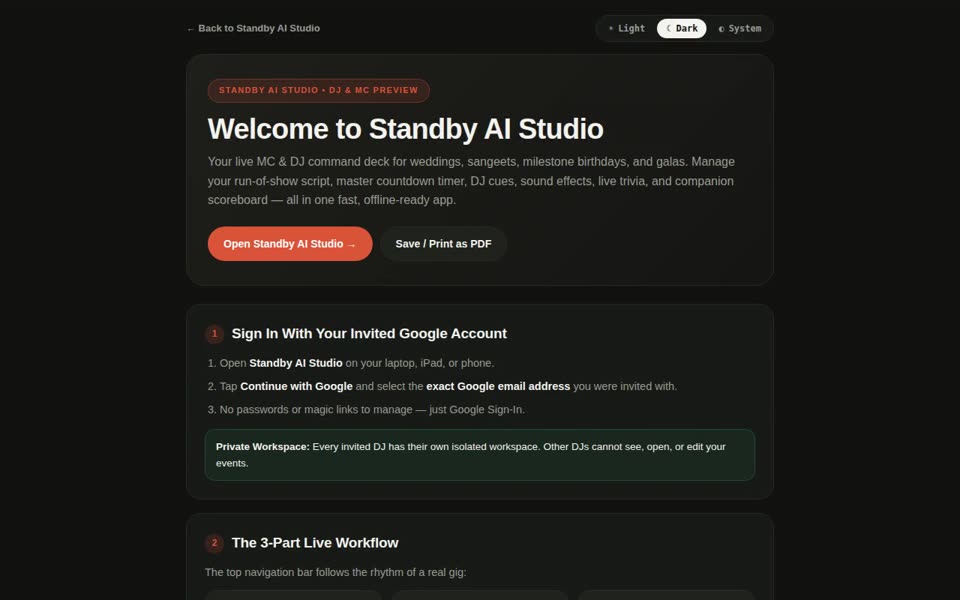 ← Back to Standby AI Studio
☀ Light ☾ Dark ◐ System
STANDBY AI STUDIO • DJ & MC PREVIEW
Welcome to Standby AI Studio
Your live MC & DJ command deck for weddings, sangeets, milestone birthdays, and galas. Manage
your run-of-show script, master countdown timer, DJ cues, sound effects, live trivia, and companion
scoreboard — all in one fast, offline-ready app.
Open Standby AI Studio → Save / Print as PDF
1 Sign In With Your Invited Google Account
1. Open Standby AI Studio on your laptop, iPad, or phone.
2. Tap Continue with Google and select the exact Google email address you were invited with.
3. No passwords or magic links to manage — just Google Sign-In.
Private Workspace: Every invited DJ has their own isolated workspace. Other DJs cannot see, open, or edit your
events.
2 The 3-Part Live Workflow
The top navigation bar follows the rhythm of a real gig: